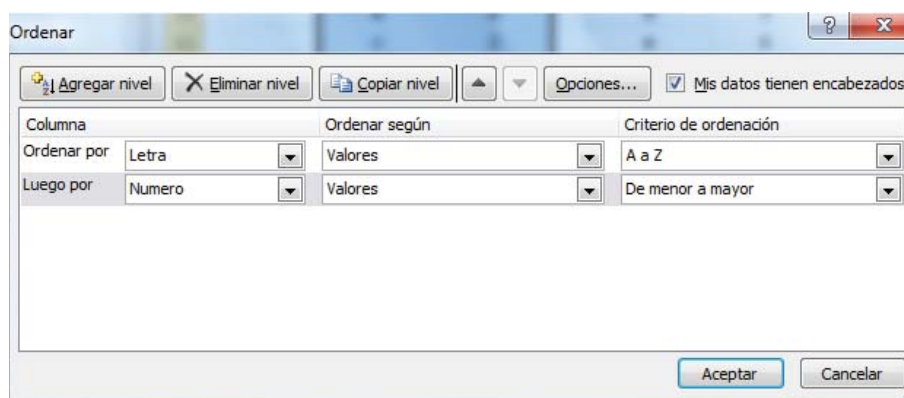 Ordenar
Agregar nivel Eliminar nivel Copiar nivel Opciones... Mis datos tienen encabezados
Columna Ordenar según Criterio de ordenación
Ordenar por Letra Valores A a Z
Luego por Numero Valores De menor a mayor
Aceptar Cancelar